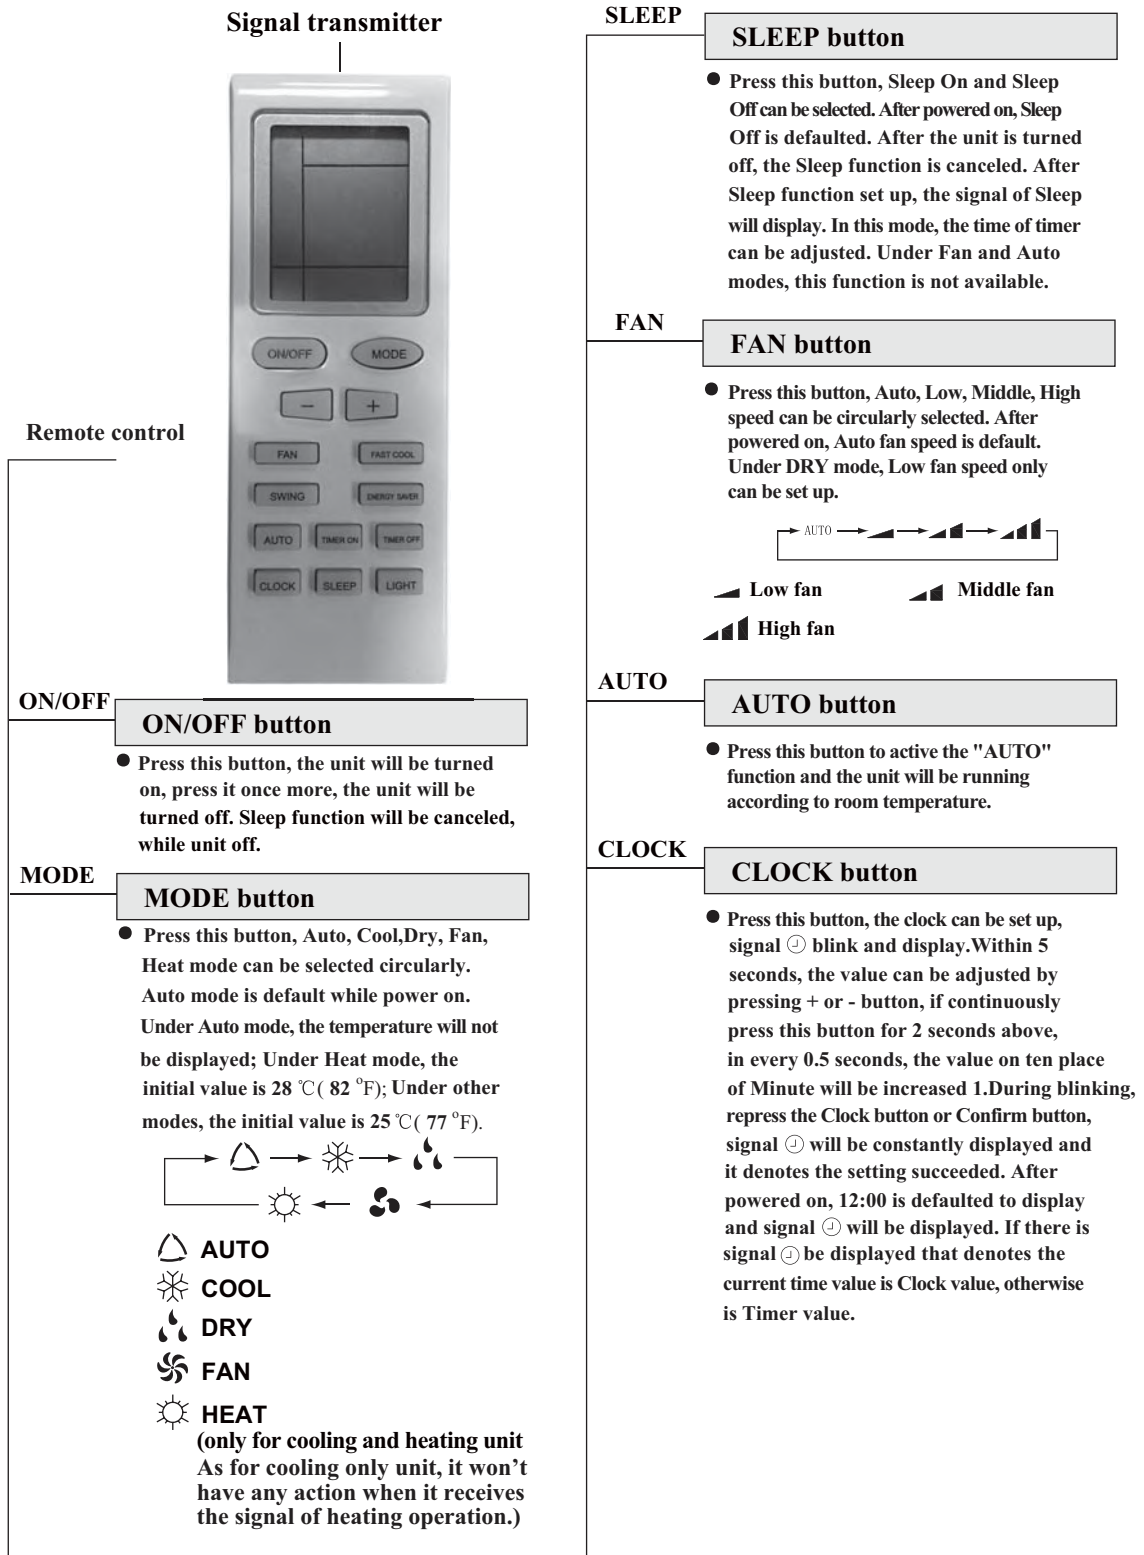 Signal transmitter
ON/OFF
MODE
-
+
Remote control
FAN
FAST COOL
SWING
ENERGY SAVER
AUTO
TIMER ON
TIMER OFF
CLOCK
SLEEP
LIGHT
ON/OFF
ON/OFF button
● Press this button, the unit will be turned
on, press it once more, the unit will be
turned off. Sleep function will be canceled,
while unit off.
MODE
MODE button
● Press this button, Auto, Cool,Dry, Fan,
Heat mode can be selected circularly.
Auto mode is default while power on.
Under Auto mode, the temperature will not
be displayed; Under Heat mode, the
initial value is 28 ℃( 82 °F); Under other
modes, the initial value is 25 ℃( 77 °F).
AUTO
COOL
DRY
FAN
HEAT
(only for cooling and heating unit
As for cooling only unit, it won't
have any action when it receives
the signal of heating operation.)
SLEEP
SLEEP button
● Press this button, Sleep On and Sleep
Off can be selected. After powered on, Sleep
Off is defaulted. After the unit is turned
off, the Sleep function is canceled. After
Sleep function set up, the signal of Sleep
will display. In this mode, the time of timer
can be adjusted. Under Fan and Auto
modes, this function is not available.
FAN
FAN button
● Press this button, Auto, Low, Middle, High
speed can be circularly selected. After
powered on, Auto fan speed is default.
Under DRY mode, Low fan speed only
can be set up.
AUTO
Low fan
Middle fan
High fan
AUTO
AUTO button
● Press this button to active the "AUTO"
function and the unit will be running
according to room temperature.
CLOCK
CLOCK button
● Press this button, the clock can be set up,
signal blink and display.Within 5
seconds, the value can be adjusted by
pressing + or - button, if continuously
press this button for 2 seconds above,
in every 0.5 seconds, the value on ten place
of Minute will be increased 1.During blinking,
repress the Clock button or Confirm button,
signal will be constantly displayed and
it denotes the setting succeeded. After
powered on, 12:00 is defaulted to display
and signal will be displayed. If there is
signal be displayed that denotes the
current time value is Clock value, otherwise
is Timer value.